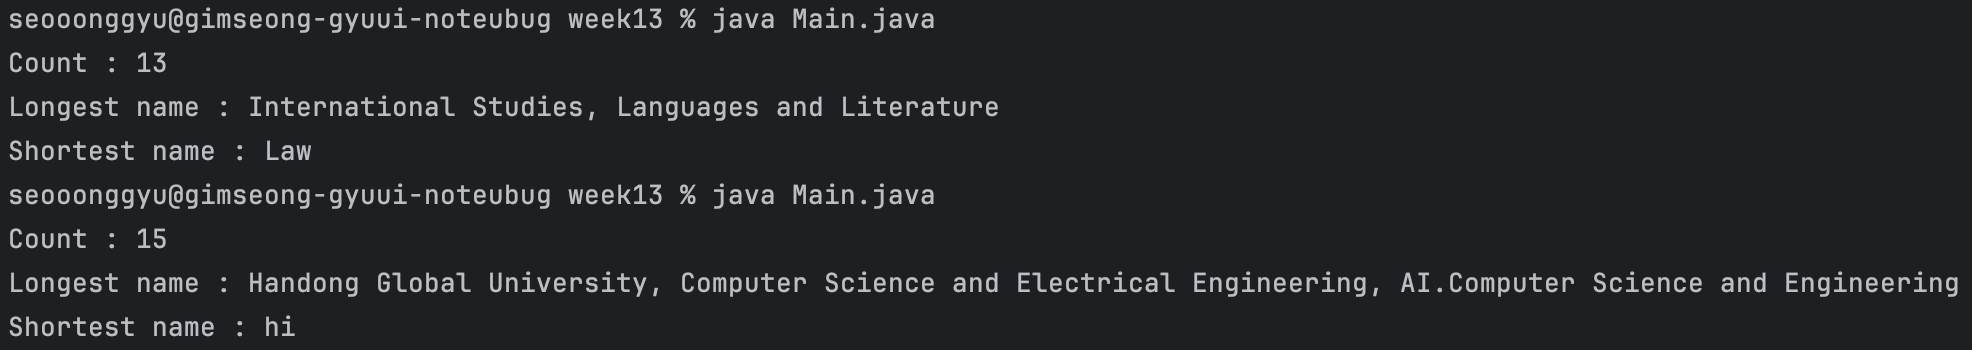 seooonggyu@gimseong-gyuui-noteubug week13 % java Main.java
Count : 13
Longest name : International Studies, Languages and Literature
Shortest name : Law
seooonggyu@gimseong-gyuui-noteubug week13 % java Main.java
Count : 15
Longest name : Handong Global University, Computer Science and Electrical Engineering, AI.Computer Science and Engineering
Shortest name : hi